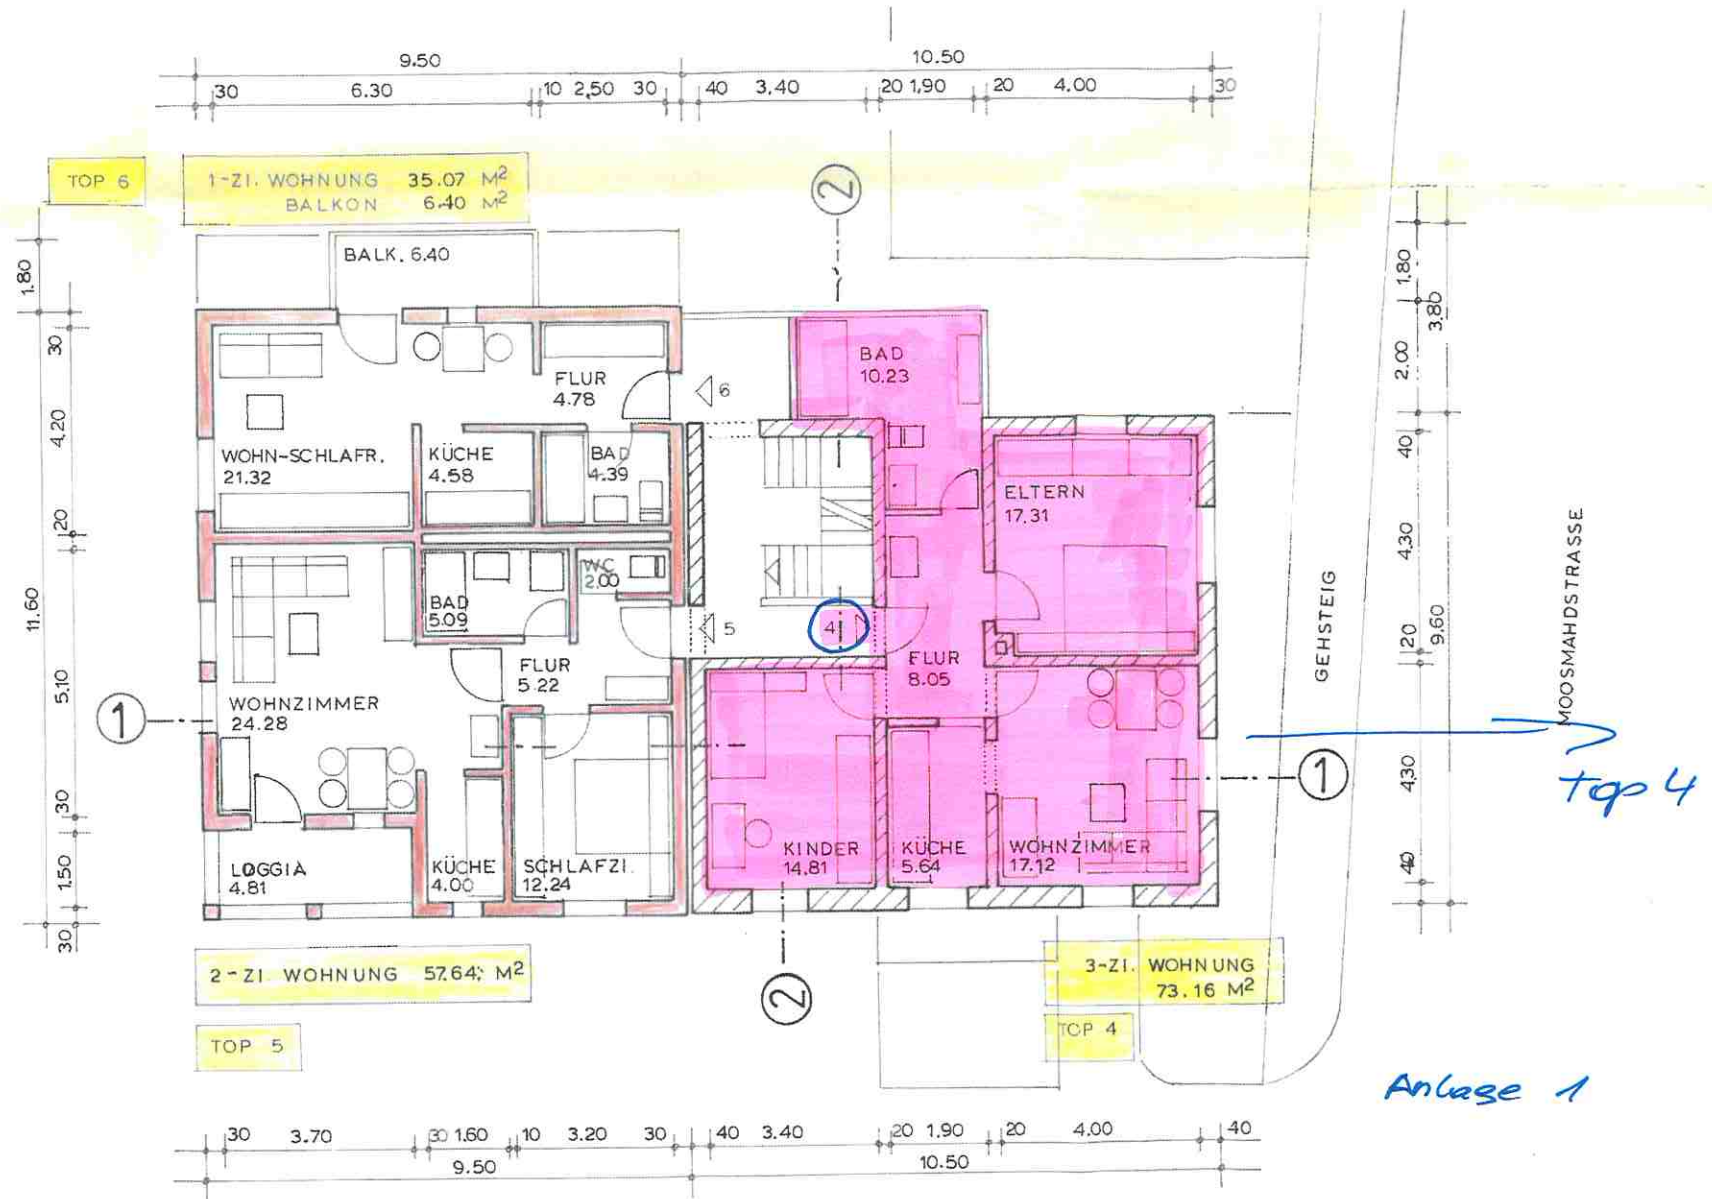 9.50
10.50
30
6.30
10
2,50
30
40
3,40
20
1,90
20
4.00
30
TOP 6
1-ZI. WOHNUNG 35.07 M²
BALKON 6.40 M²
2
BALK. 6.40
1.80
30
4,20
20
11.60
5,10
30
1,50
30
1.80
3.80
2.00
40
4,30
20
9.60
4,30
40
FLUR
4.78
6
BAD
10.23
WOHN-SCHLAFR.
21.32
KÜCHE
4.58
BAD
4.39
ELTERN
17.31
WC
2.00
BAD
5.09
5
4
FLUR
5.22
FLUR
8.05
WOHNZIMMER
24.28
1
GEHSTEIG
MOOSMAHDSTRASSE
1
Top 4
LOGGIA
4.81
KÜCHE
4.00
SCHLAFZI.
12.24
KINDER
14.81
KÜCHE
5.64
WOHNZIMMER
17.12
2-ZI. WOHNUNG 57.64 M²
TOP 5
2
3-ZI. WOHNUNG
73.16 M²
TOP 4
Anlage 1
30
3.70
30
1.60
10
3.20
30
40
3.40
20
1.90
20
4.00
40
9.50
10.50